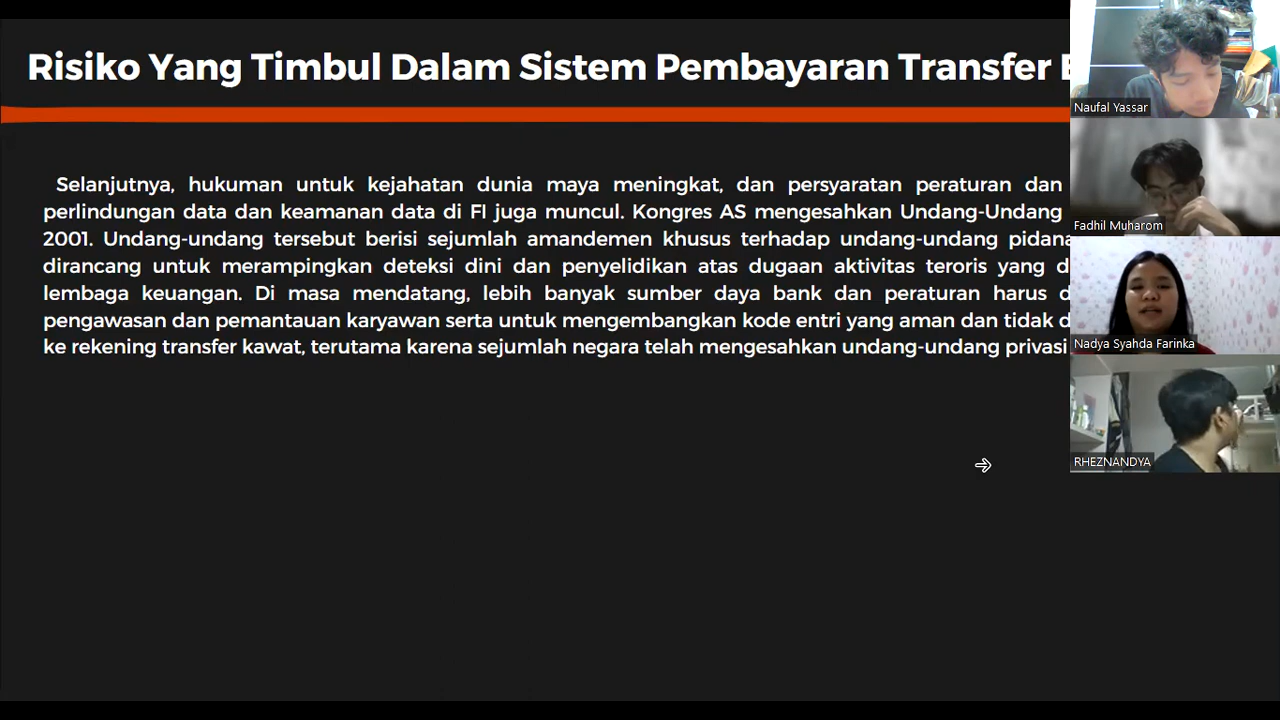 Risiko Yang Timbul Dalam Sistem Pembayaran Transfer
Selanjutnya, hukuman untuk kejahatan dunia maya meningkat, dan persyaratan peraturan dan
perlindungan data dan keamanan data di FI juga muncul. Kongres AS mengesahkan Undang-Undang
2001. Undang-undang tersebut berisi sejumlah amandemen khusus terhadap undang-undang pidana
dirancang untuk merampingkan deteksi dini dan penyelidikan atas dugaan aktivitas teroris yang
lembaga keuangan. Di masa mendatang, lebih banyak sumber daya bank dan peraturan harus
pengawasan dan pemantauan karyawan serta untuk mengembangkan kode entri yang aman dan tidak
ke rekening transfer kawat, terutama karena sejumlah negara telah mengesahkan undang-undang privasi
Naufal Yassar
Fadhil Muharom
Nadya Syahda Farinka
RHEZNANDYA